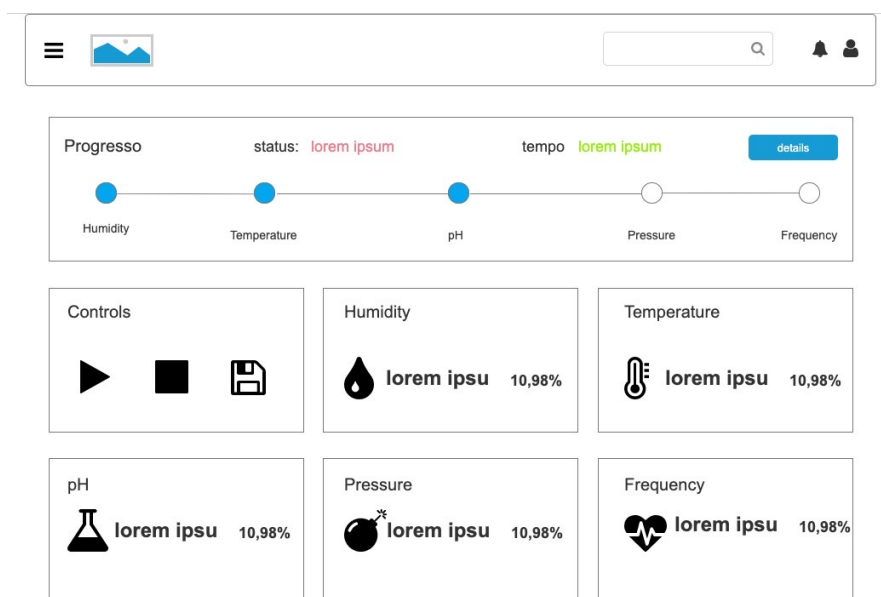 Progresso status: lorem ipsum tempo lorem ipsum details
Humidity Temperature pH Pressure Frequency
Controls
Humidity
lorem ipsu 10,98%
Temperature
lorem ipsu 10,98%
pH
lorem ipsu 10,98%
Pressure
lorem ipsu 10,98%
Frequency
lorem ipsu 10,98%